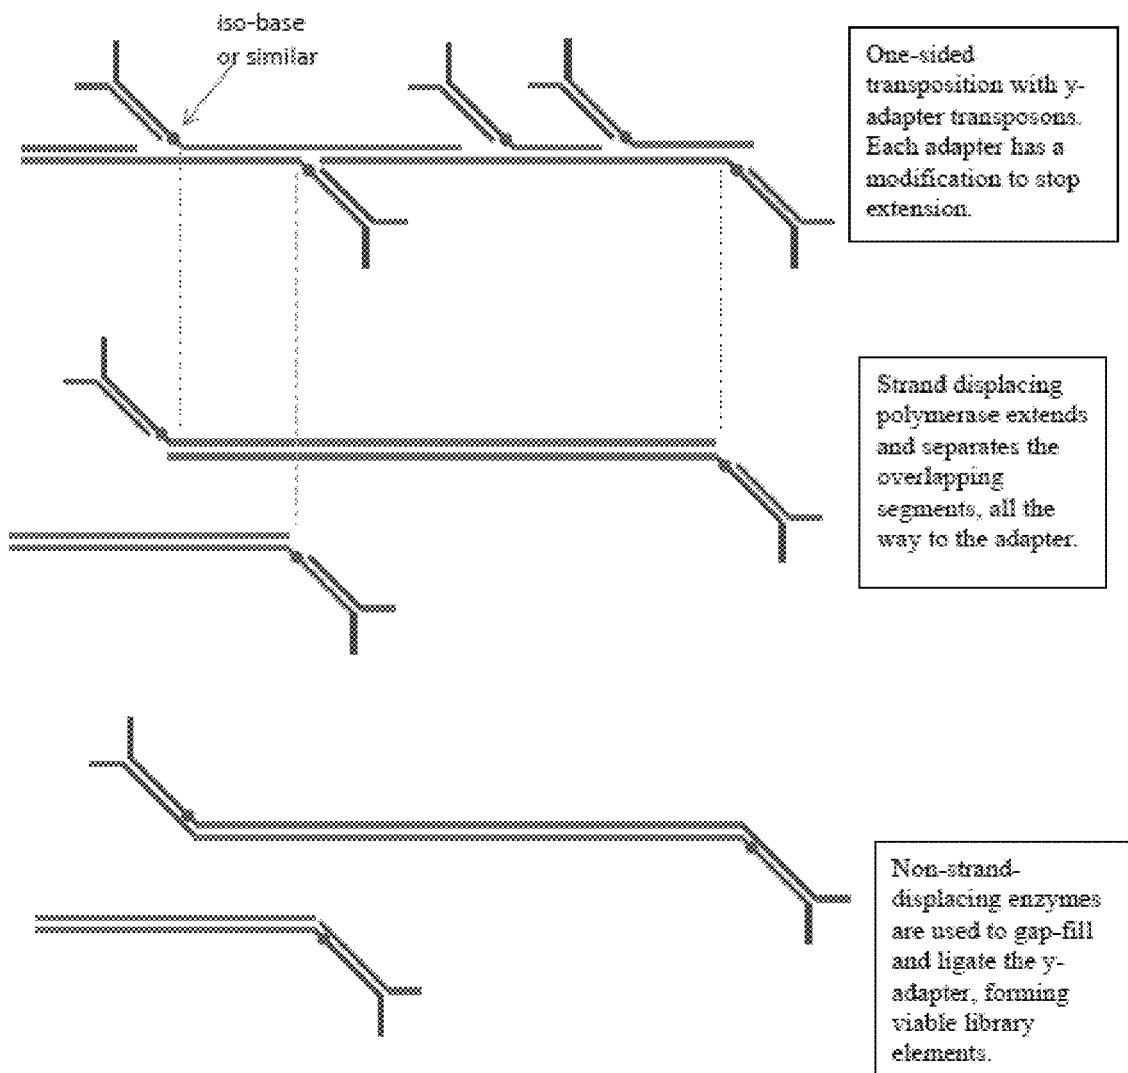 iso-base
or similar
One-sided
transposition with y-
adapter transposons.
Each adapter has a
modification to stop
extension.
Strand displacing
polymerase extends
and separates the
overlapping
segments, all the
way to the adapter.
Non-strand-
displacing enzymes
are used to gap-fill
and ligate the y-
adapter, forming
viable library
elements.